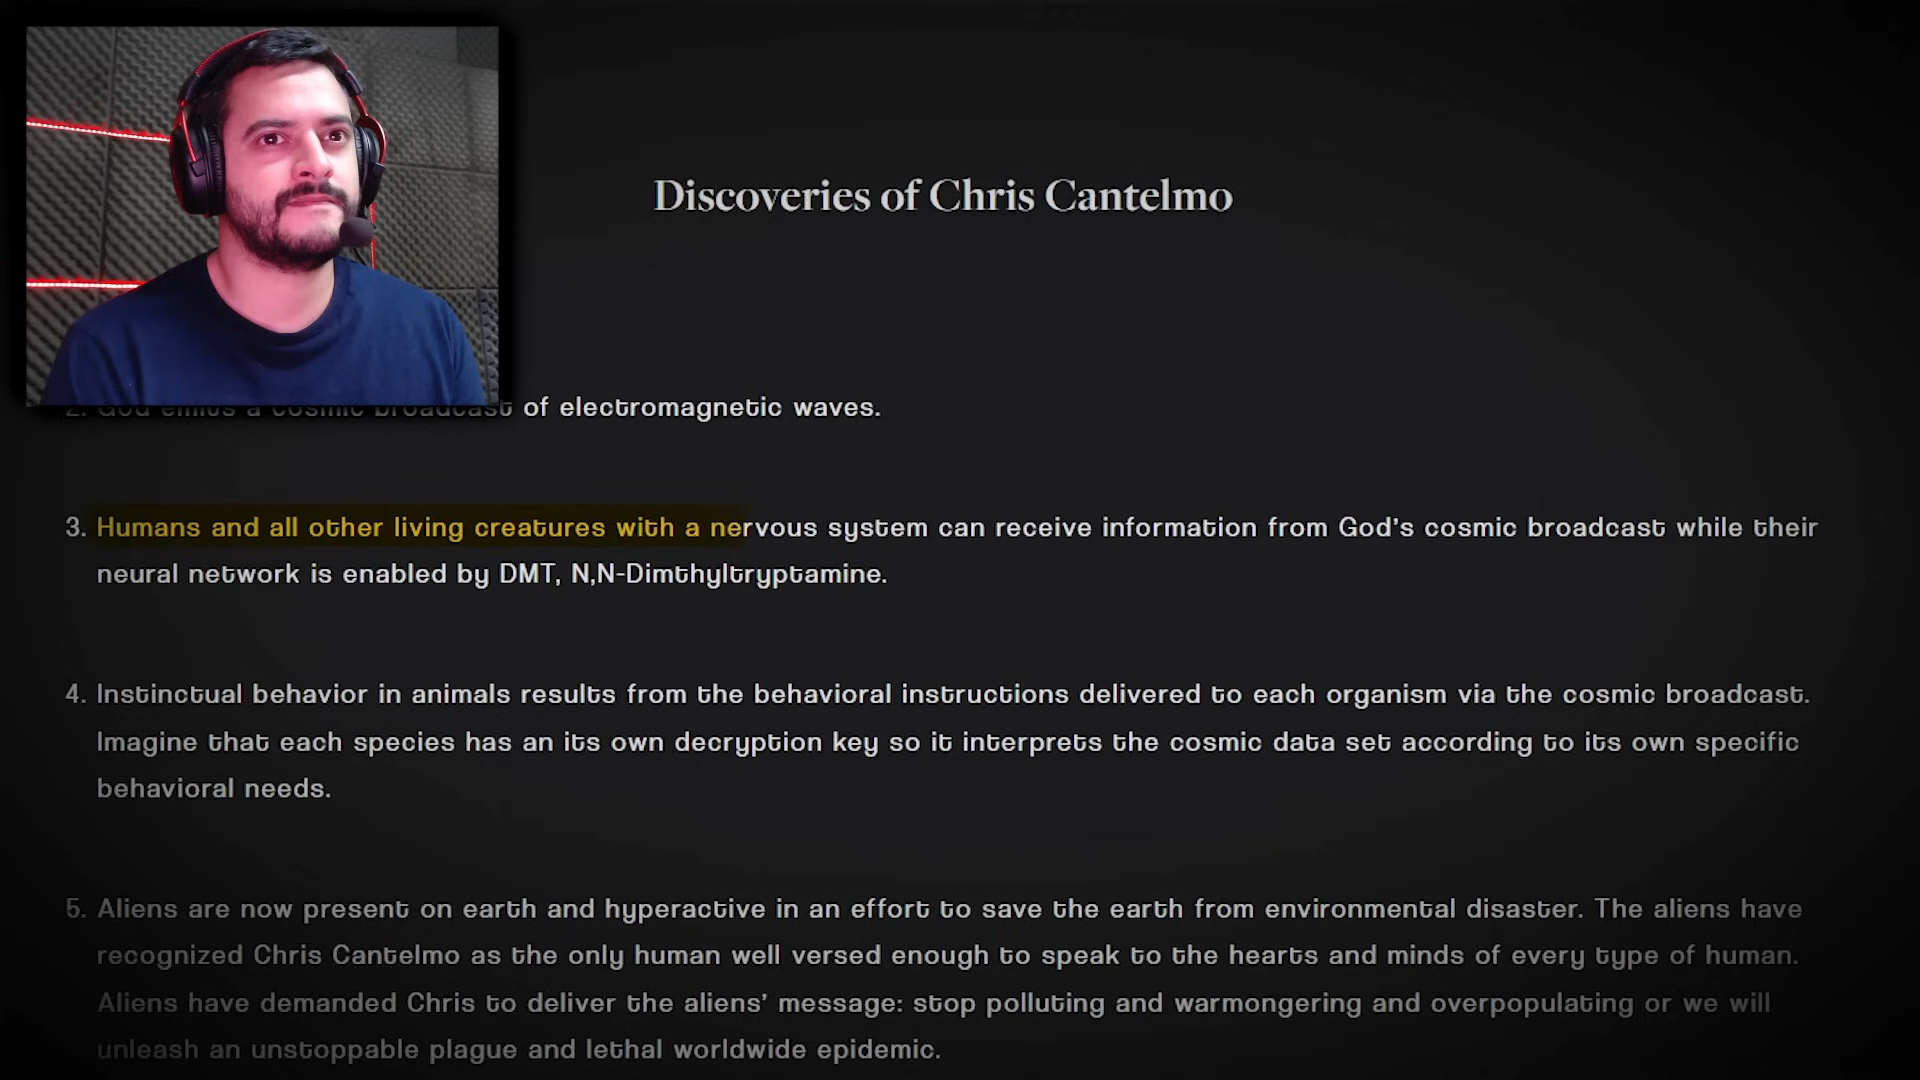 Discoveries of Chris Cantelmo
2. God emits a cosmic broadcast of electromagnetic waves.
3. Humans and all other living creatures with a nervous system can receive information from God's cosmic broadcast while their
neural network is enabled by DMT, N,N-Dimthyltryptamine.
4. Instinctual behavior in animals results from the behavioral instructions delivered to each organism via the cosmic broadcast.
Imagine that each species has an its own decryption key so it interprets the cosmic data set according to its own specific
behavioral needs.
5. Aliens are now present on earth and hyperactive in an effort to save the earth from environmental disaster. The aliens have
recognized Chris Cantelmo as the only human well versed enough to speak to the hearts and minds of every type of human.
Aliens have demanded Chris to deliver the aliens' message: stop polluting and warmongering and overpopulating or we will
unleash an unstoppable plague and lethal worldwide epidemic.